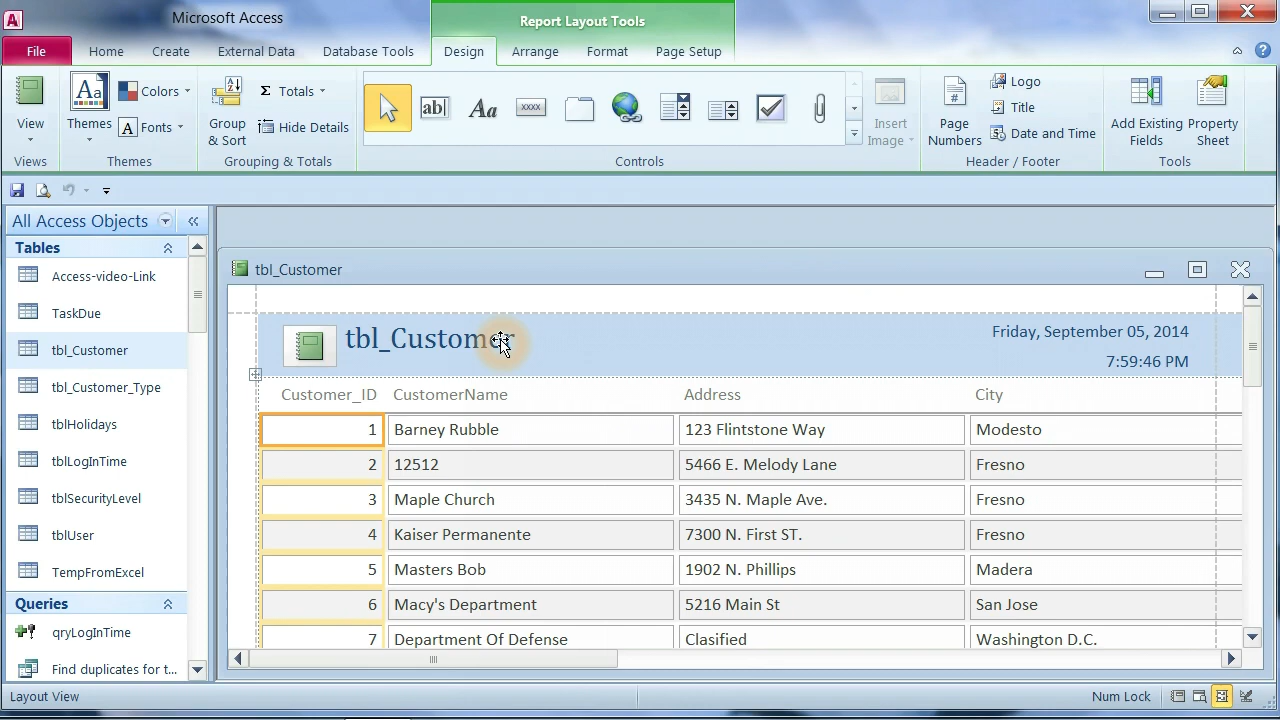 Microsoft Access
Report Layout Tools
File
Home
Create
External Data
Database Tools
Design
Arrange
Format
Page Setup
View
Views
Aa
Themes
Colors
A Fonts
Themes
Group
& Sort
Σ Totals
Hide Details
Grouping & Totals
ab|
Aa
XXXX
Insert
Image
Controls
#
Page
Numbers
Logo
Title
Date and Time
Header / Footer
Add Existing
Fields
Property
Sheet
Tools
All Access Objects
Tables
Access-video-Link
TaskDue
tbl_Customer
tbl_Customer_Type
tblHolidays
tblLogInTime
tblSecurityLevel
tblUser
TempFromExcel
Queries
qryLogInTime
Find duplicates for t...
tbl_Customer
tbl_Customer
Friday, September 05, 2014
7:59:46 PM
Customer_ID CustomerName Address City
1 Barney Rubble 123 Flintstone Way Modesto
2 12512 5466 E. Melody Lane Fresno
3 Maple Church 3435 N. Maple Ave. Fresno
4 Kaiser Permanente 7300 N. First ST. Fresno
5 Masters Bob 1902 N. Phillips Madera
6 Macy's Department 5216 Main St San Jose
7 Department Of Defense Clasified Washington D.C.
Layout View
Num Lock